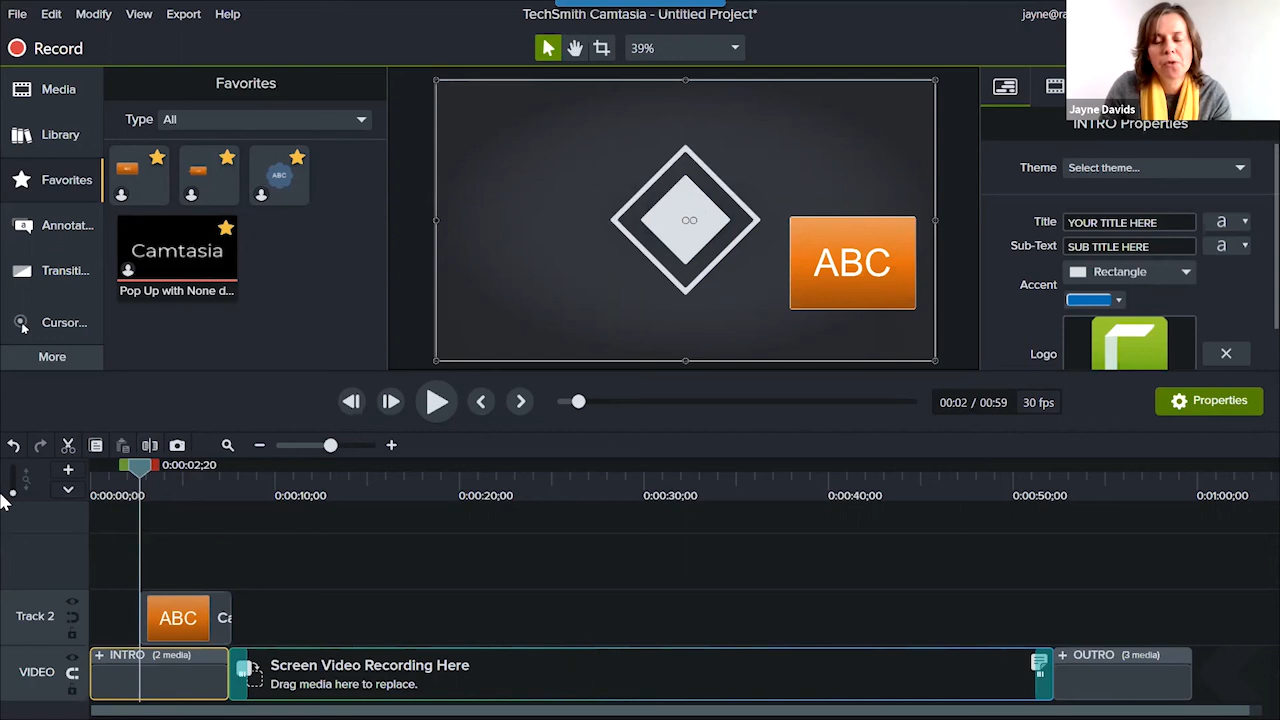 File Edit Modify View Export Help
TechSmith Camtasia - Untitled Project*
jayne@ra
Record
39%
Jayne Davids
Media
Library
Favorites
Annotat...
Transiti...
Cursor...
More
Favorites
Type All
ABC
Camtasia
Pop Up with None d...
ABC
INTRO Properties
Theme Select theme...
Title YOUR TITLE HERE a
Sub-Text SUB TITLE HERE a
Accent Rectangle
Logo
00:02 / 00:59 30 fps
Properties
0:00:02;20
0:00:00;00 0:00:10;00 0:00:20;00 0:00:30;00 0:00:40;00 0:00:50;00 0:01:00;00
Track 2 ABC Ca
VIDEO
+ INTRO (2 media)
Screen Video Recording Here
Drag media here to replace.
+ OUTRO (3 media)